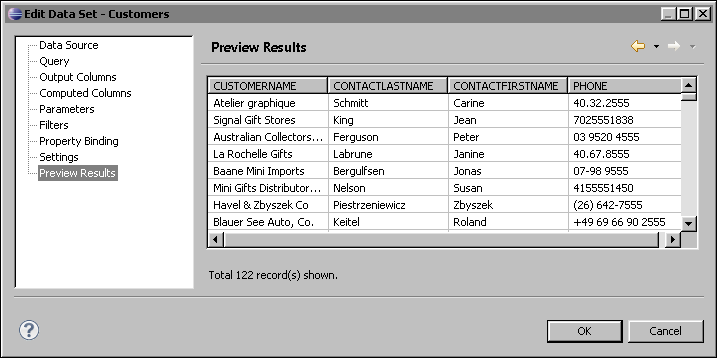 Edit Data Set - Customers
Data Source
Query
Output Columns
Computed Columns
Parameters
Filters
Property Binding
Settings
Preview Results
Preview Results
CUSTOMERNAME CONTACTLASTNAME CONTACTFIRSTNAME PHONE
Atelier graphique Schmitt Carine 40.32.2555
Signal Gift Stores King Jean 7025551838
Australian Collectors... Ferguson Peter 03 9520 4555
La Rochelle Gifts Labrune Janine 40.67.8555
Baane Mini Imports Bergulfsen Jonas 07-98 9555
Mini Gifts Distributor... Nelson Susan 4155551450
Havel & Zbyszek Co Piestrzeniewicz Zbyszek (26) 642-7555
Blauer See Auto, Co. Keitel Roland +49 69 66 90 2555
Total 122 record(s) shown.
?
OK Cancel